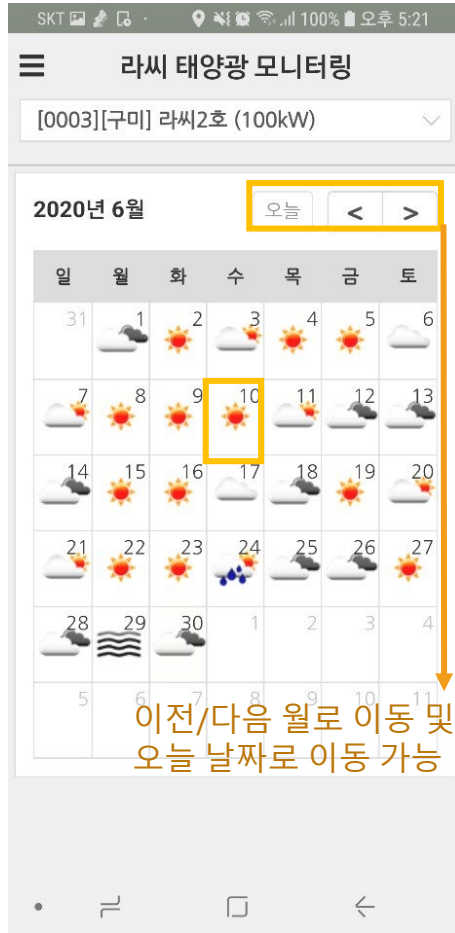 SKT 100% 오후 5:21
라씨 태양광 모니터링
[0003][구미] 라씨2호 (100kW)
2020년 6월 오늘 < >
일 월 화 수 목 금 토
31 1 2 3 4 5 6
7 8 9 10 11 12 13
14 15 16 17 18 19 20
21 22 23 24 25 26 27
28 29 30 1 2 3 4
5 6 7 8 9 10 11
이전/다음 월로 이동 및
오늘 날짜로 이동 가능